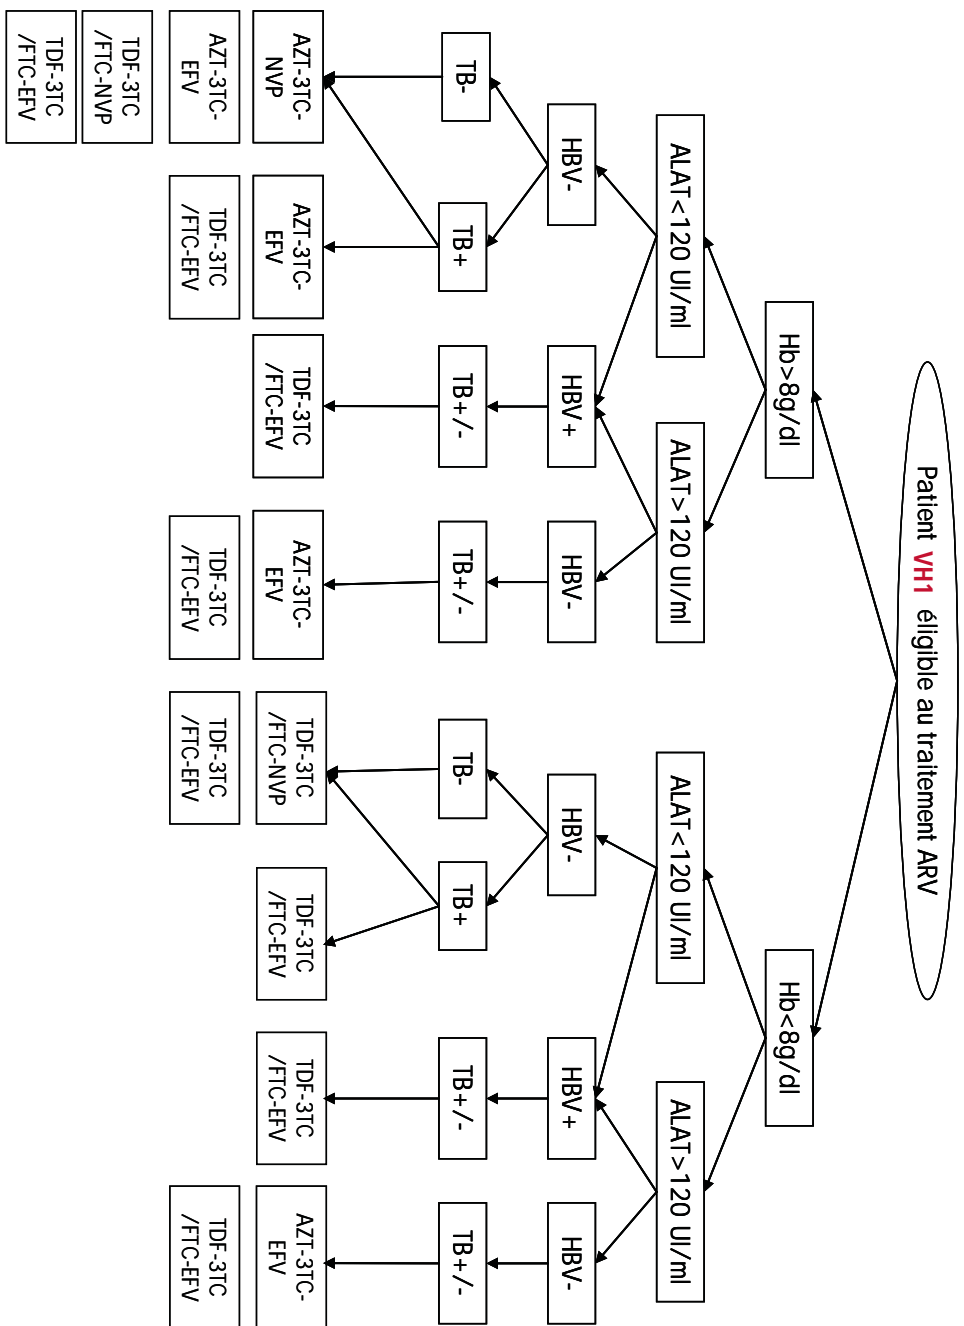 Patient VH1 éligible au traitement ARV
Hb>8g/dl
Hb<8g/dl
ALAT<120 UI/ml
ALAT>120 UI/ml
ALAT<120 UI/ml
ALAT>120 UI/ml
HBV-
HBV+
HBV-
HBV-
HBV+
HBV-
TB-
TB+
TB+/-
TB+/-
TB-
TB+
TB+/-
TB+/-
AZT-3TC-
NVP
AZT-3TC-
EFV
TDF-3TC
/FTC-EFV
AZT-3TC-
EFV
TDF-3TC
/FTC-NVP
TDF-3TC
/FTC-EFV
TDF-3TC
/FTC-EFV
AZT-3TC-
EFV
AZT-3TC-
EFV
TDF-3TC
/FTC-EFV
TDF-3TC
/FTC-EFV
TDF-3TC
/FTC-EFV
TDF-3TC
/FTC-EFV
TDF-3TC
/FTC-NVP
TDF-3TC
/FTC-EFV